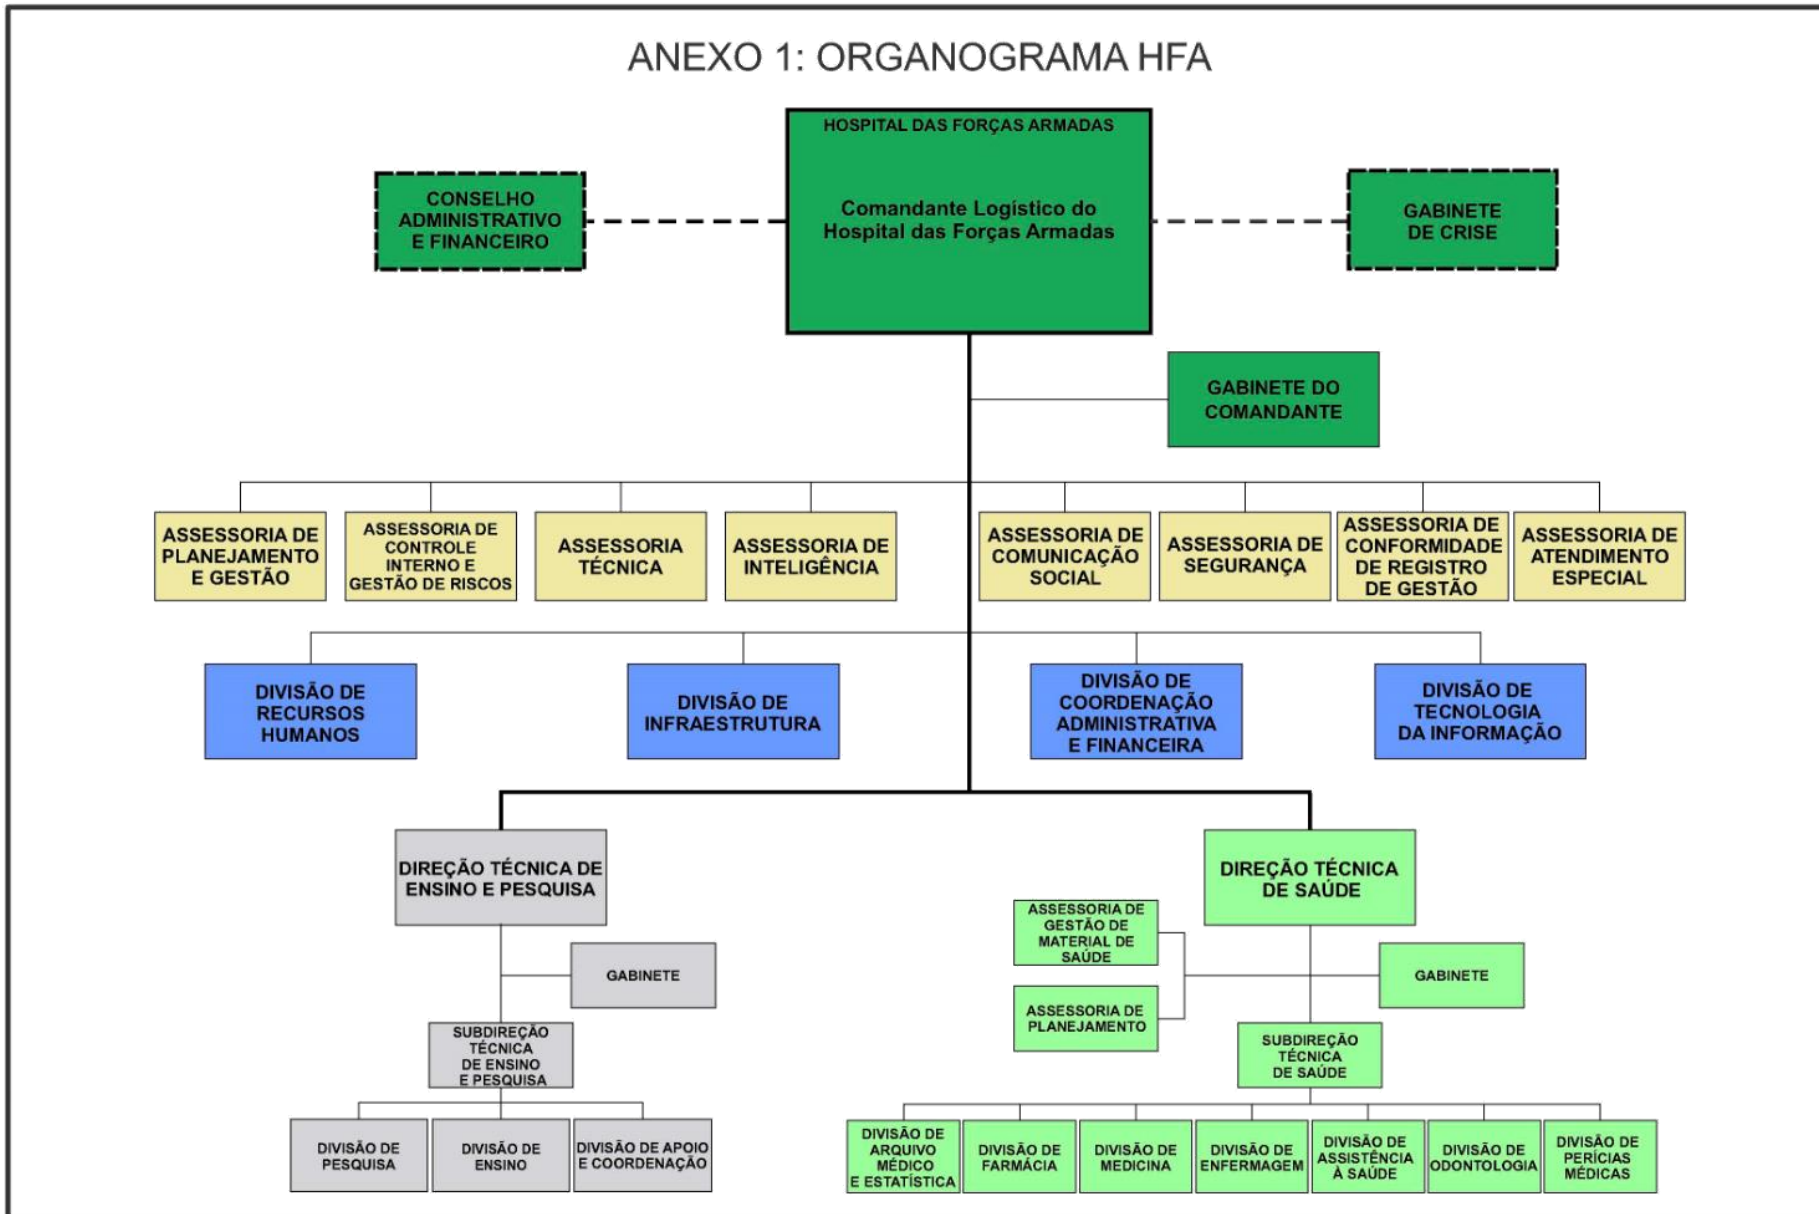 ANEXO 1: ORGANOGRAMA HFA
HOSPITAL DAS FORÇAS ARMADAS
Comandante Logístico do
Hospital das Forças Armadas
CONSELHO
ADMINISTRATIVO
E FINANCEIRO
GABINETE
DE CRISE
GABINETE DO
COMANDANTE
ASSESSORIA DE
PLANEJAMENTO
E GESTÃO
ASSESSORIA DE
CONTROLE
INTERNO E
GESTÃO DE RISCOS
ASSESSORIA
TÉCNICA
ASSESSORIA DE
INTELIGÊNCIA
ASSESSORIA DE
COMUNICAÇÃO
SOCIAL
ASSESSORIA DE
SEGURANÇA
ASSESSORIA DE
CONFORMIDADE
DE REGISTRO
DE GESTÃO
ASSESSORIA DE
ATENDIMENTO
ESPECIAL
DIVISÃO DE
RECURSOS
HUMANOS
DIVISÃO DE
INFRAESTRUTURA
DIVISÃO DE
COORDENAÇÃO
ADMINISTRATIVA
E FINANCEIRA
DIVISÃO DE
TECNOLOGIA
DA INFORMAÇÃO
DIREÇÃO TÉCNICA DE
ENSINO E PESQUISA
GABINETE
SUBDIREÇÃO
TÉCNICA
DE ENSINO
E PESQUISA
DIVISÃO DE
PESQUISA
DIVISÃO DE
ENSINO
DIVISÃO DE APOIO
E COORDENAÇÃO
DIREÇÃO TÉCNICA
DE SAÚDE
ASSESSORIA DE
GESTÃO DE
MATERIAL DE
SAÚDE
ASSESSORIA DE
PLANEJAMENTO
GABINETE
SUBDIREÇÃO
TÉCNICA
DE SAÚDE
DIVISÃO DE
ARQUIVO
MÉDICO
E ESTATÍSTICA
DIVISÃO DE
FARMÁCIA
DIVISÃO DE
MEDICINA
DIVISÃO DE
ENFERMAGEM
DIVISÃO DE
ASSISTÊNCIA
À SAÚDE
DIVISÃO DE
ODONTOLOGIA
DIVISÃO DE
PERÍCIAS
MÉDICAS